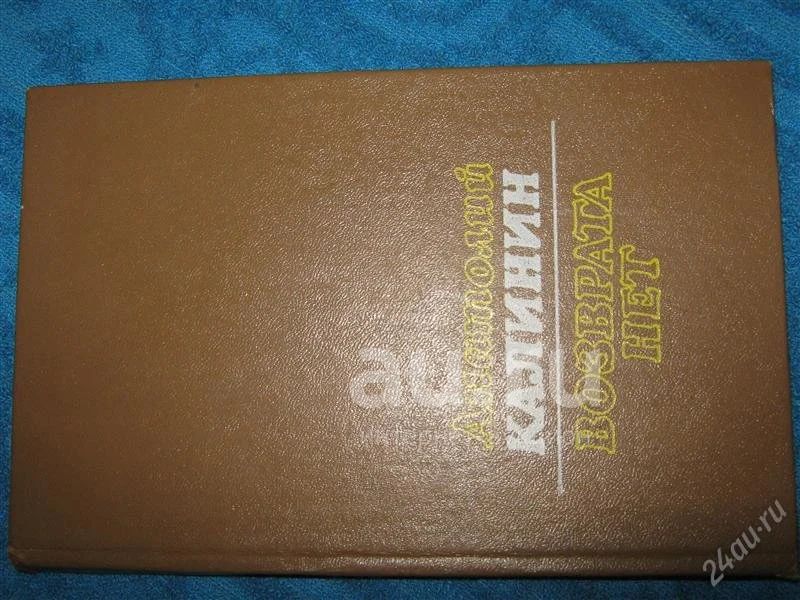 Анатолий
КАЛИНИН
ВОЗВРАТА
НЕТ
24au.ru